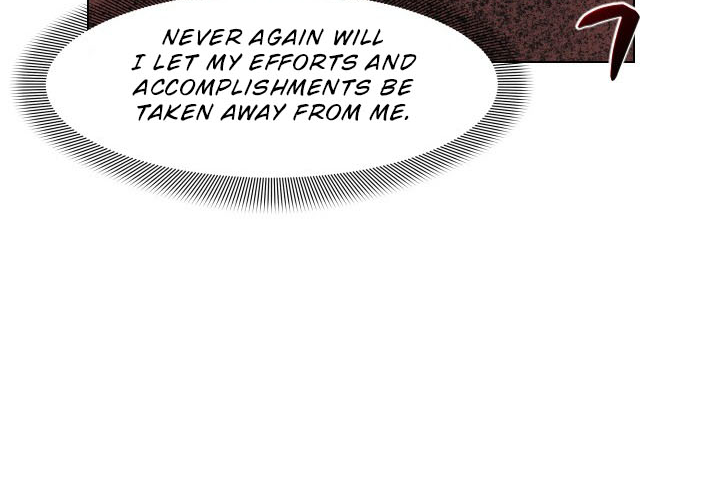 NEVER AGAIN WILL
I LET MY EFFORTS AND
ACCOMPLISHMENTS BE
TAKEN AWAY FROM ME.